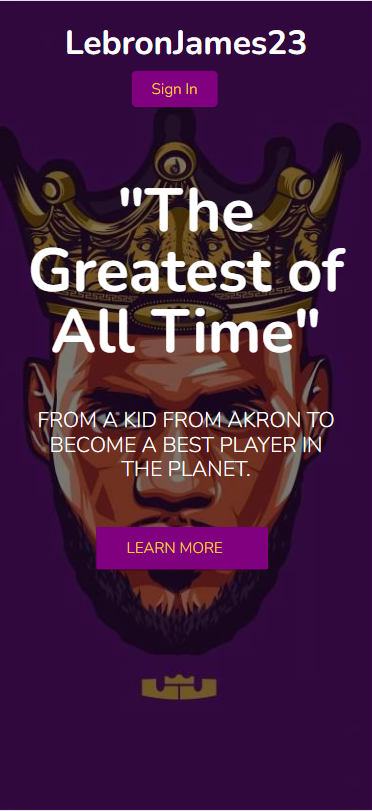 LebronJames23
Sign In
"The
Greatest of
All Time"
FROM A KID FROM AKRON TO
BECOME A BEST PLAYER IN
THE PLANET.
LEARN MORE